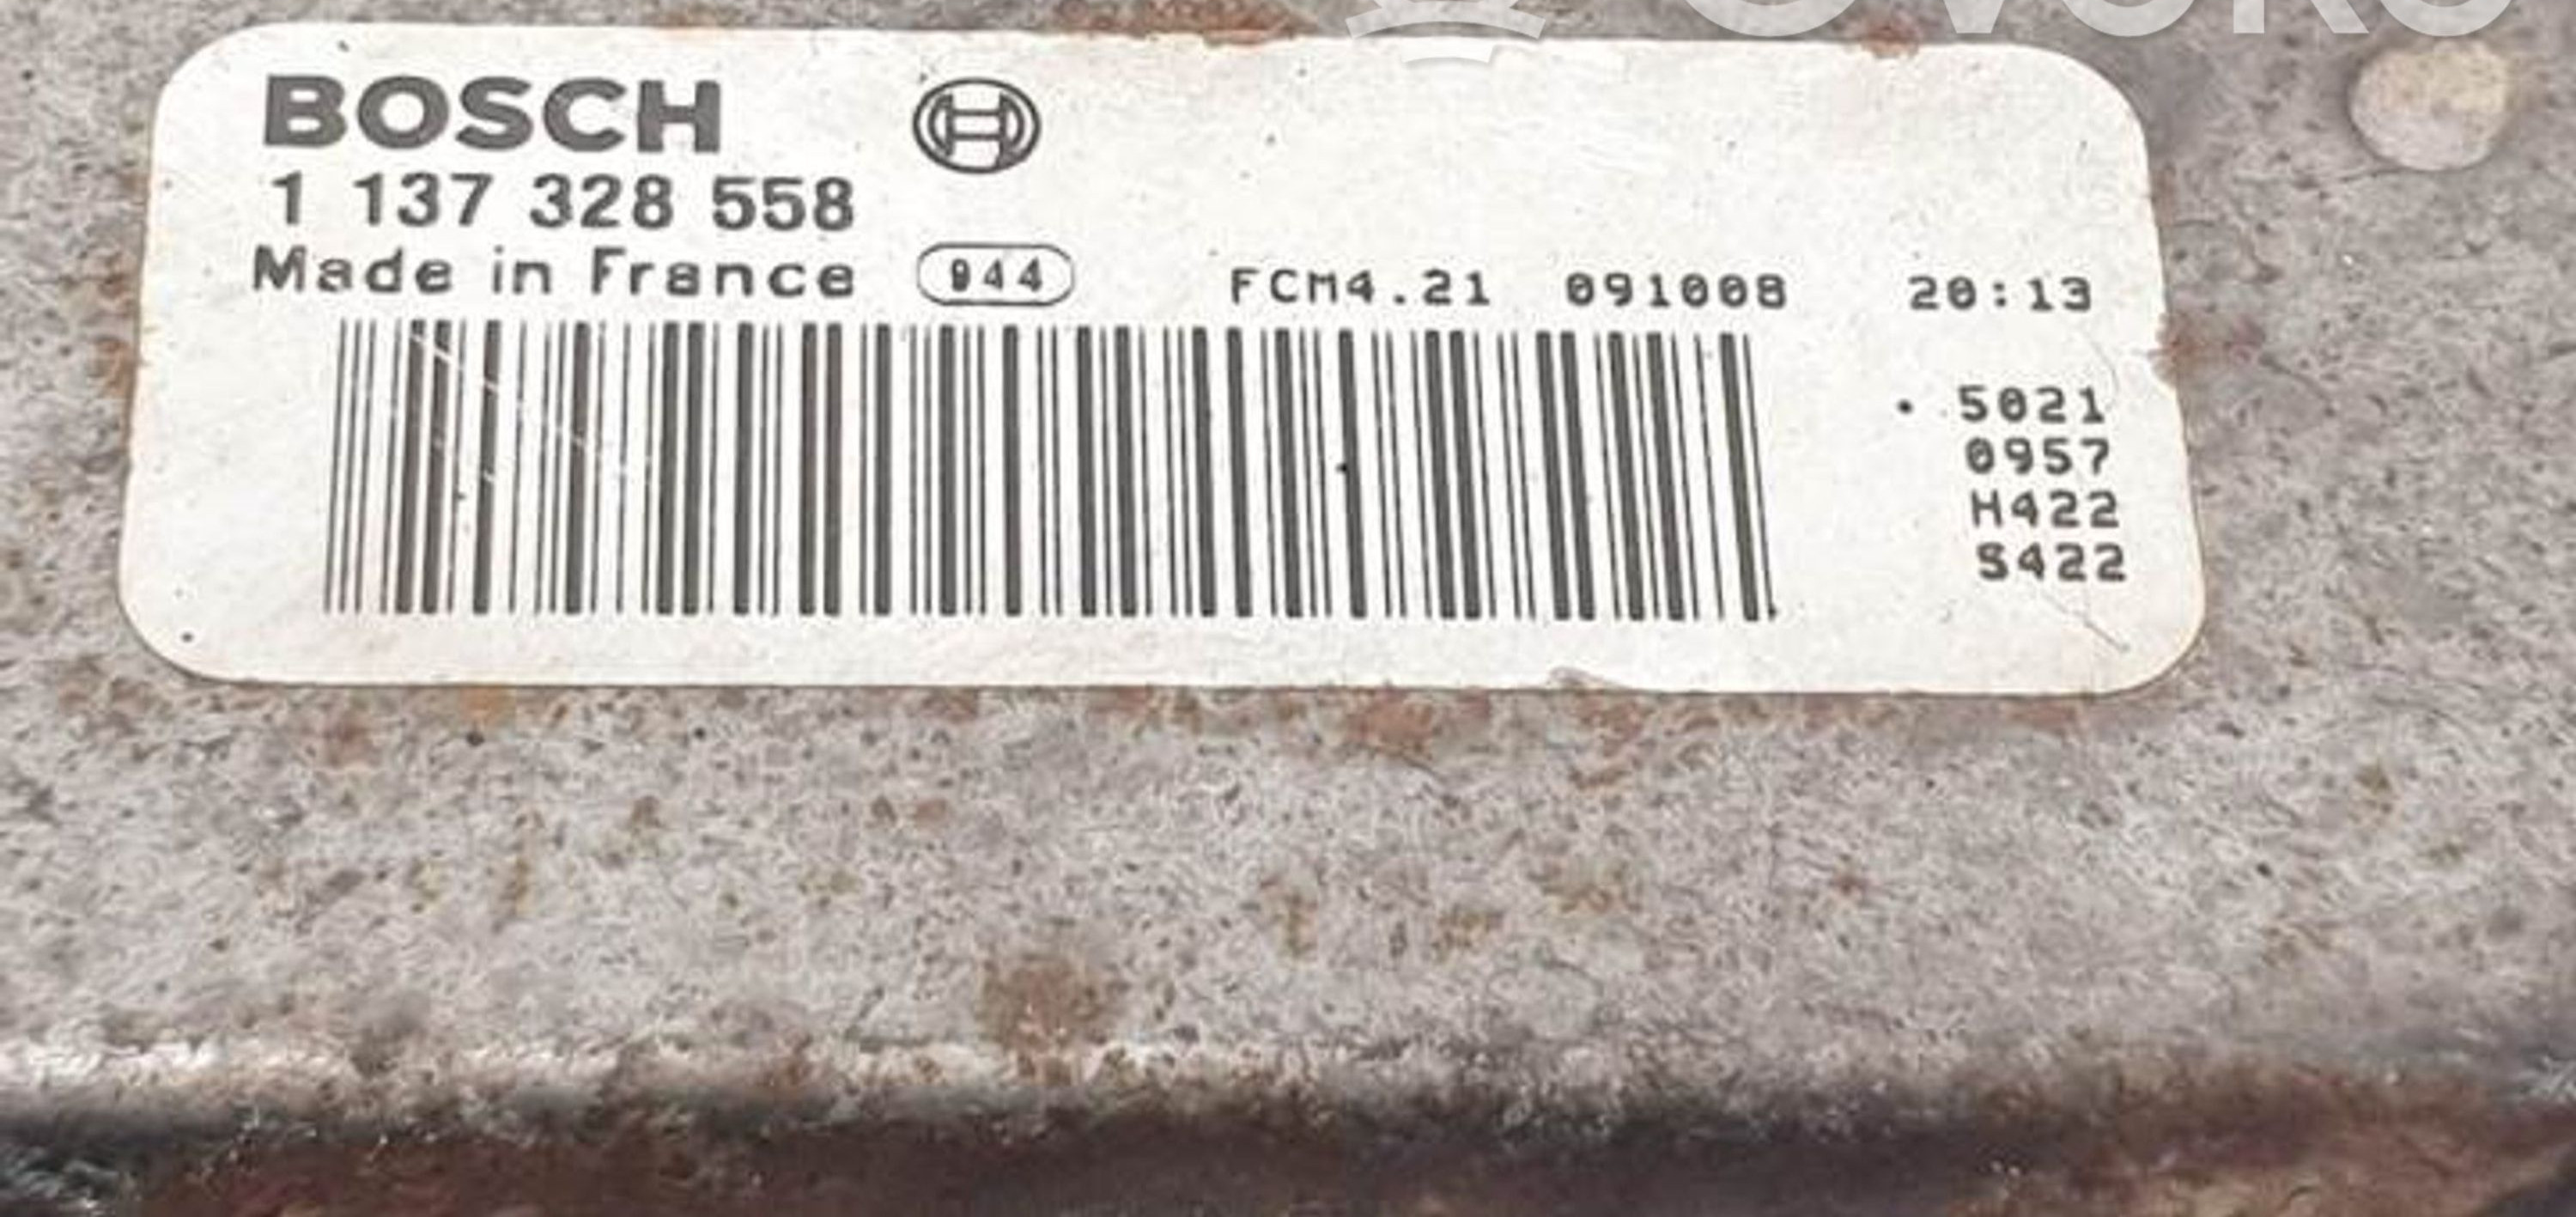 BOSCH
1 137 328 558
Made in France 944 FCM4.21 091008 20:13
5021
0957
H422
S422